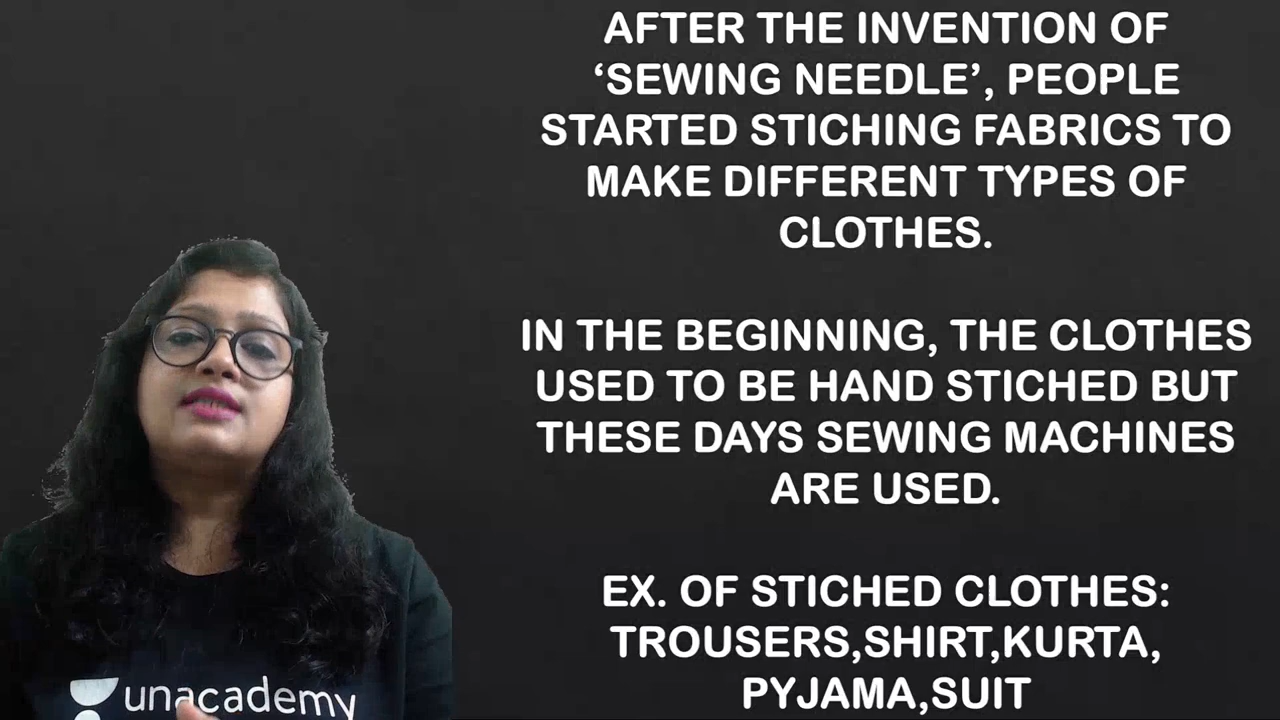 AFTER THE INVENTION OF
‘SEWING NEEDLE’, PEOPLE
STARTED STICHING FABRICS TO
MAKE DIFFERENT TYPES OF
CLOTHES.
IN THE BEGINNING, THE CLOTHES
USED TO BE HAND STICHED BUT
THESE DAYS SEWING MACHINES
ARE USED.
EX. OF STICHED CLOTHES:
TROUSERS,SHIRT,KURTA,
PYJAMA,SUIT
unacademy